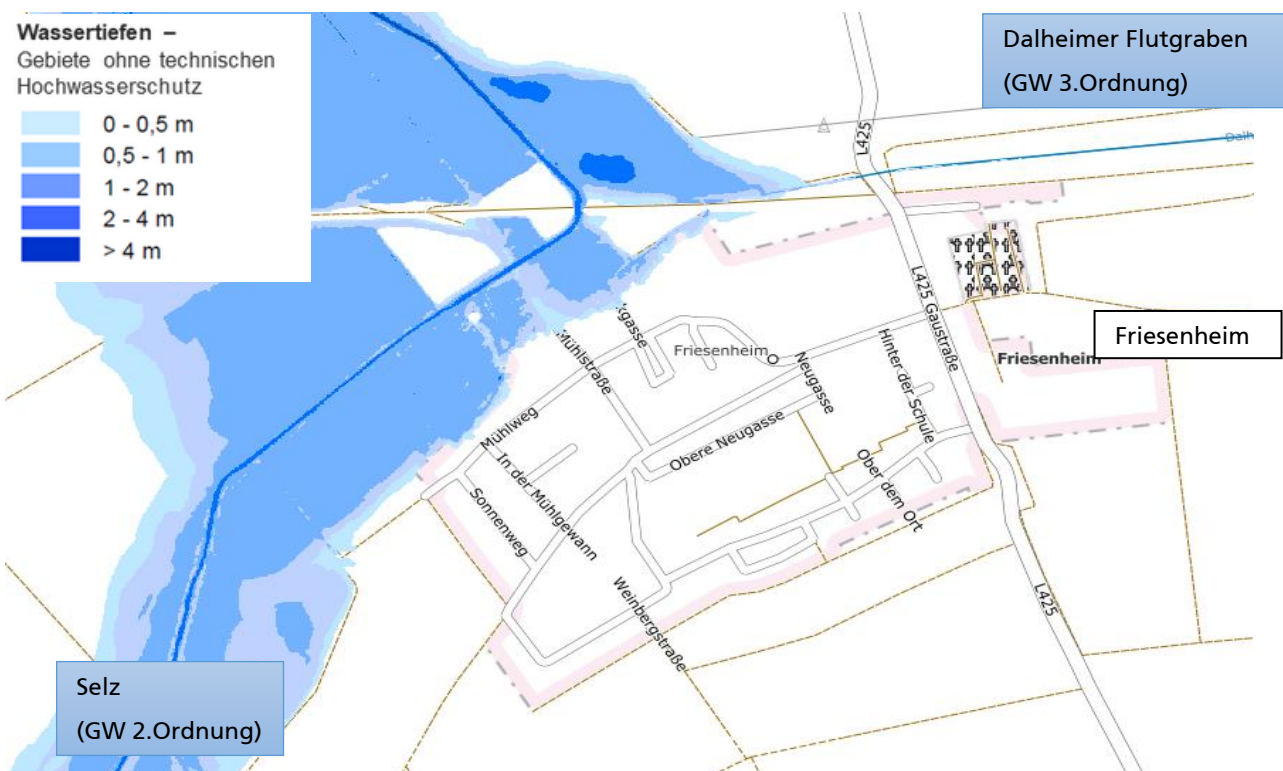 Wassertiefen –
Gebiete ohne technischen
Hochwasserschutz
0 - 0,5 m
0,5 - 1 m
1 - 2 m
2 - 4 m
> 4 m
Dalheimer Flutgraben
(GW 3.Ordnung)
L425
Dalh
L425 Gaustraße
Friesenheim
Friesenheim
Friesenheim
kgasse
Mühlstraße
Neugasse
Hinter der Schule
Mühlweg
Obere Neugasse
In der Mühlgewann
Ober dem Ort
Sonnenweg
Weinbergstraße
L425
Selz
(GW 2.Ordnung)